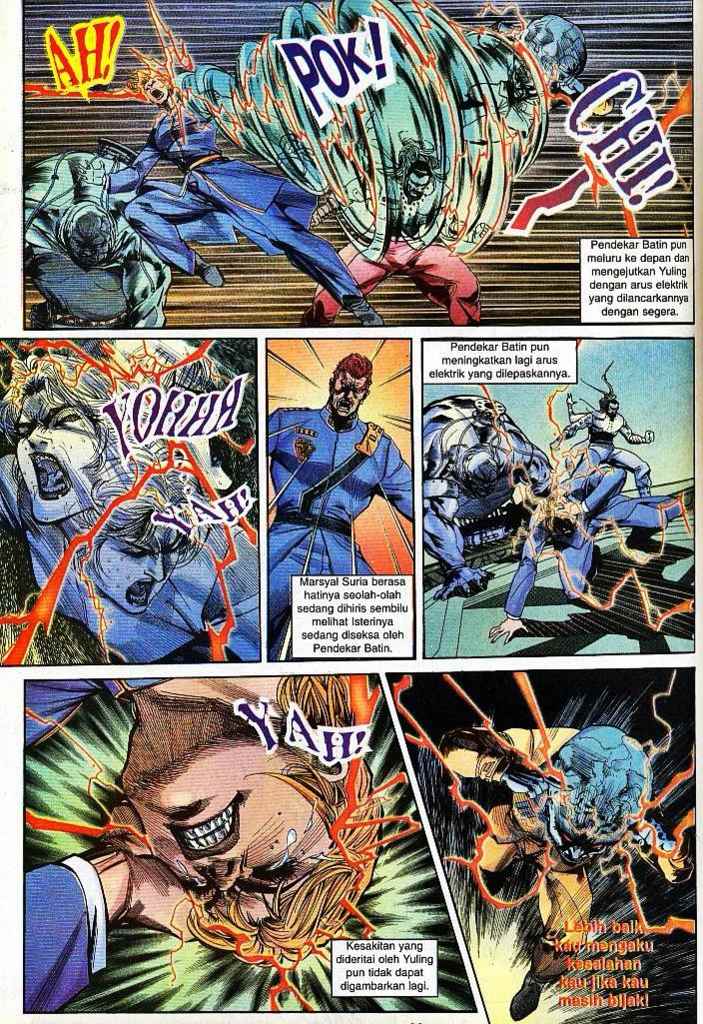 AH!
POK!
CHI!
Pendekar Batin pun
meluru ke depan dan
mengejutkan Yuling
dengan arus elektrik
yang dilancarkannya
dengan segera.
YOHAA
YAH!
Marsyal Suria berasa
hatinya seolah-olah
sedang dihiris sembilu
melihat Isterinya
sedang diseksa oleh
Pendekar Batin.
Pendekar Batin pun
meningkatkan lagi arus
elektrik yang dilepaskannya.
YAH!
Kesakitan yang
dideritai oleh Yuling
pun tidak dapat
digambarkan lagi.
Lebih baik
kau mengaku
kesalahan
kau jika kau
masih bijak!